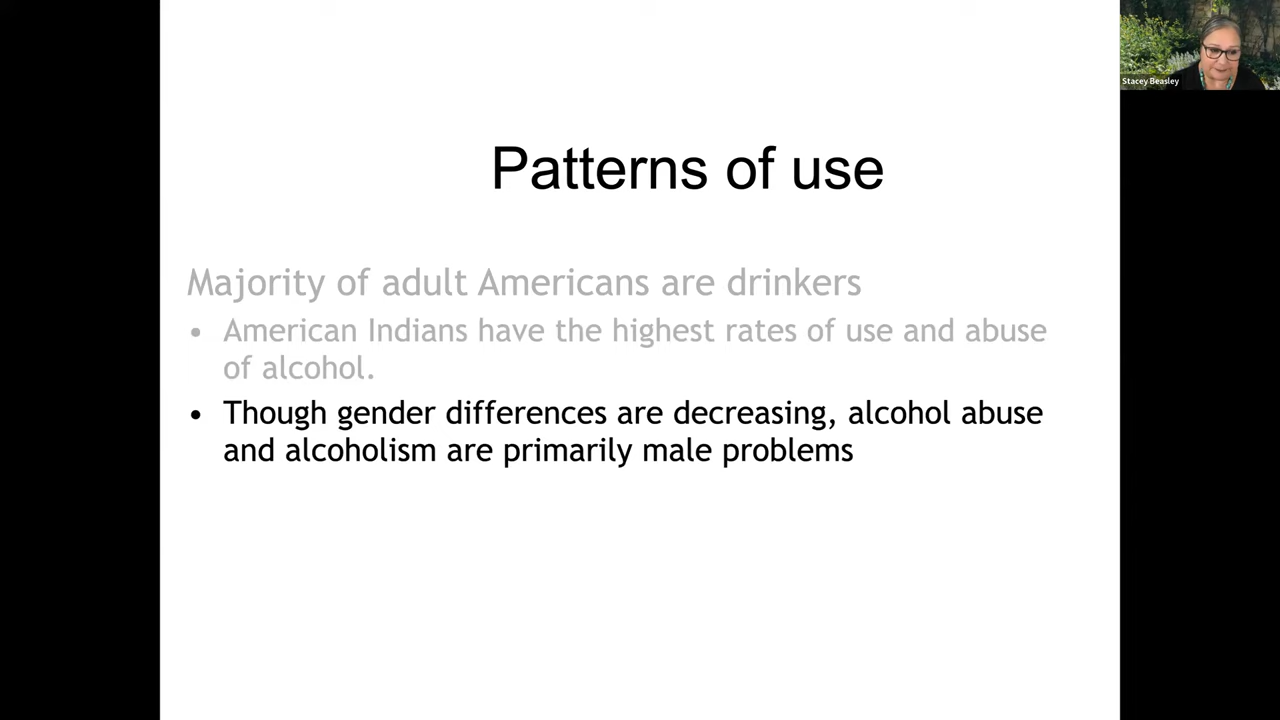 Stacey Beasley
Patterns of use
Majority of adult Americans are drinkers
• American Indians have the highest rates of use and abuse
of alcohol.
• Though gender differences are decreasing, alcohol abuse
and alcoholism are primarily male problems